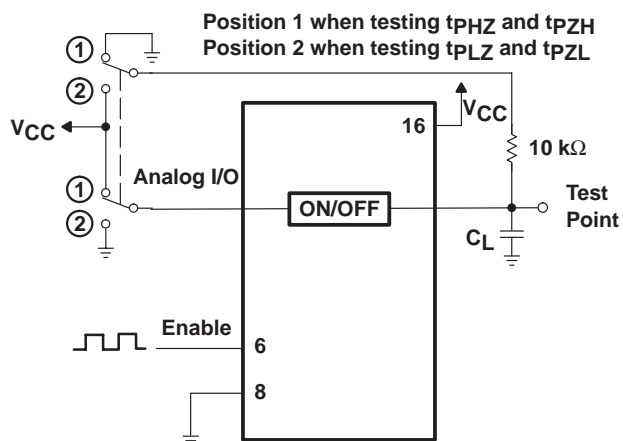 Position 1 when testing tPHZ and tPZH
Position 2 when testing tPLZ and tPZL
1
2
VCC
16
VCC
10 kΩ
1
Analog I/O
ON/OFF
Test
Point
2
CL
Enable
6
8